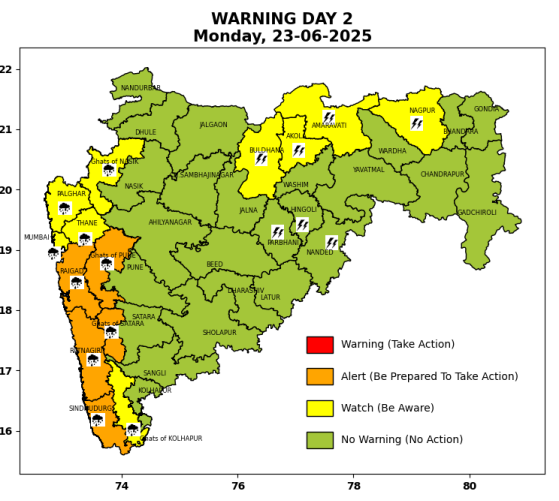 WARNING DAY 2
Monday, 23-06-2025
22
NANDURBAR
GONDIA
NAGPUR
21
JALGAON
AMARAVATI
DHULE
BHANDARA
AKOLA
BULDHANA
WARDHA
Ghats of NASIK
YAVATMAL
CHANDRAPUR
SAMBHAJINAGAR
20
NASIK
WASHIM
PALGHAR
JALNA
HINGOLI
GADCHIROLI
THANE
AHILYANAGAR
MUMBAI
PARBHANI
19
Ghats of PUNE
NANDED
RAIGAD
PUNE
BEED
DHARASHIV
LATUR
18
SATARA
Ghats of SATARA
SHOLAPUR
Warning (Take Action)
RATNAGIRI
17
SANGLI
Alert (Be Prepared To Take Action)
KOLHAPUR
Watch (Be Aware)
SINDHUDURG
16
Ghats of KOLHAPUR
No Warning (No Action)
74
76
78
80